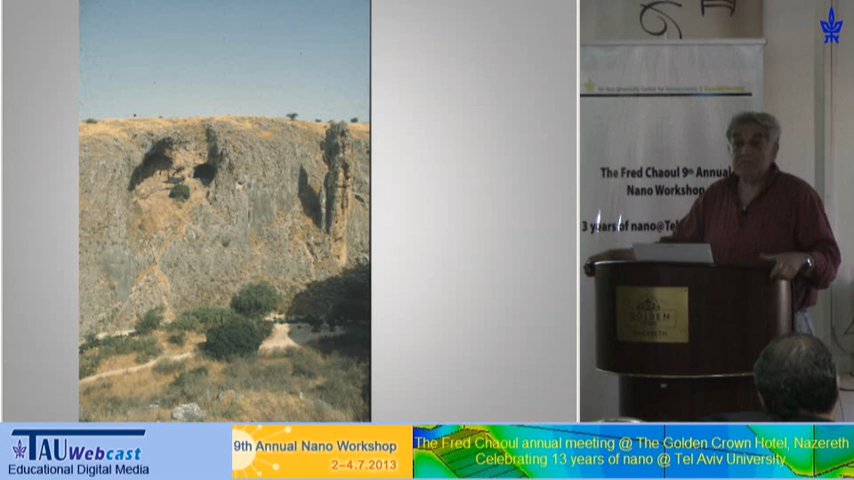 The Fred Chaoul 9th Annual
Nano Workshop
3 years of nano@Tel
GOLDEN
TAU Webcast
Educational Digital Media
9th Annual Nano Workshop
2–4.7.2013
The Fred Chaoul annual meeting @ The Golden Crown Hotel, Nazereth
Celebrating 13 years of nano @ Tel Aviv University